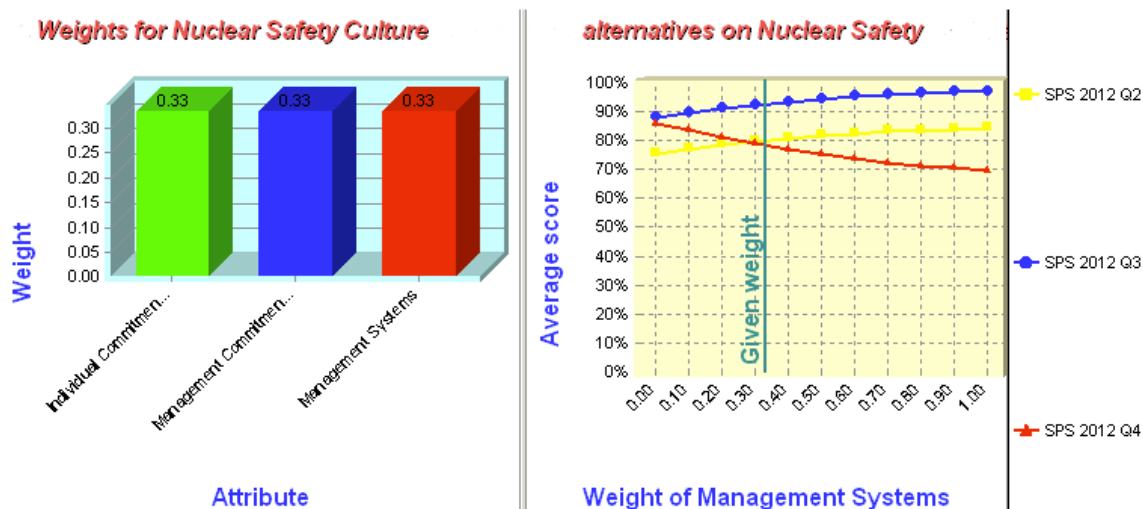 Weights for Nuclear Safety Culture
0.33 0.33 0.33
0.30
0.25
0.20
0.15
0.10
0.05
0.00
Weight
Individual Commitmen...
Management Commitmen...
Management Systems
Attribute
alternatives on Nuclear Safety
100%
90%
80%
70%
60%
50%
40%
30%
20%
10%
0%
Average score
Given weight
0.00 0.10 0.20 0.30 0.40 0.50 0.60 0.70 0.80 0.90 1.00
Weight of Management Systems
SPS 2012 Q2
SPS 2012 Q3
SPS 2012 Q4